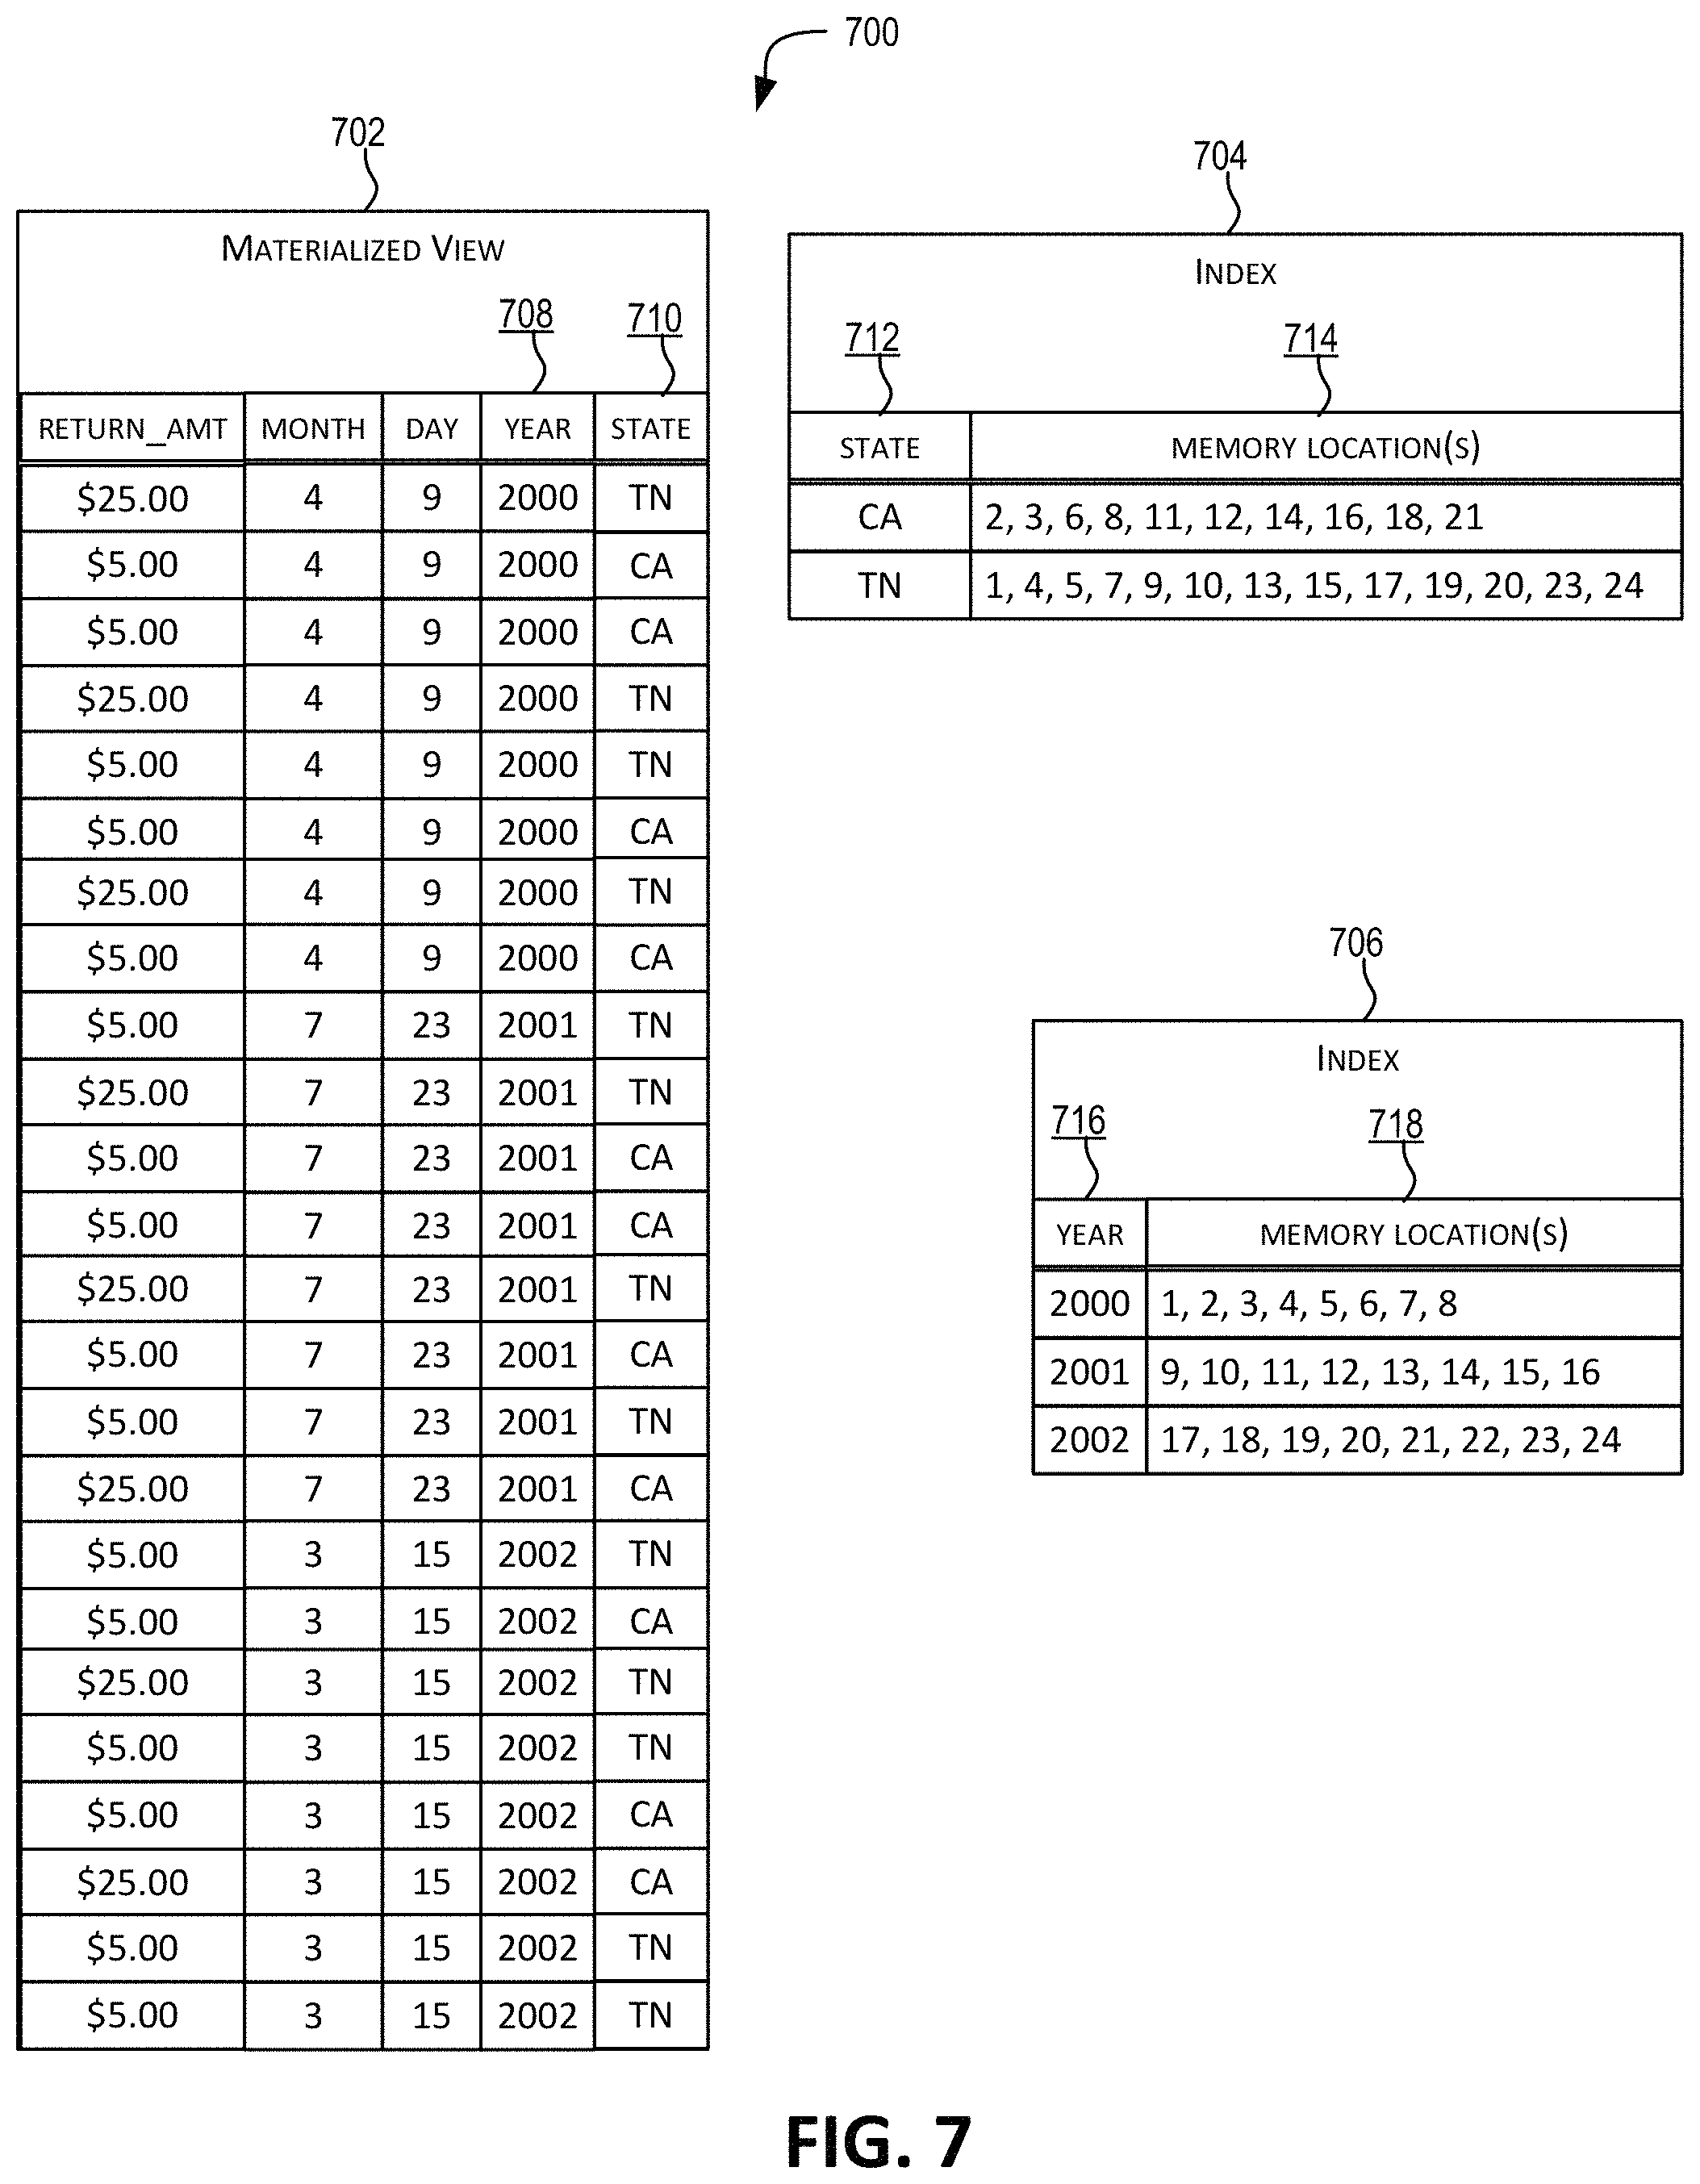 700
702
MATERIALIZED VIEW
708 710
RETURN_AMT MONTH DAY YEAR STATE
$25.00 4 9 2000 TN
$5.00 4 9 2000 CA
$5.00 4 9 2000 CA
$25.00 4 9 2000 TN
$5.00 4 9 2000 TN
$5.00 4 9 2000 CA
$25.00 4 9 2000 TN
$5.00 4 9 2000 CA
$5.00 7 23 2001 TN
$25.00 7 23 2001 TN
$5.00 7 23 2001 CA
$5.00 7 23 2001 CA
$25.00 7 23 2001 TN
$5.00 7 23 2001 CA
$5.00 7 23 2001 TN
$25.00 7 23 2001 CA
$5.00 3 15 2002 TN
$5.00 3 15 2002 CA
$25.00 3 15 2002 TN
$5.00 3 15 2002 TN
$5.00 3 15 2002 CA
$25.00 3 15 2002 CA
$5.00 3 15 2002 TN
$5.00 3 15 2002 TN
704
INDEX
712 714
STATE MEMORY LOCATION(S)
CA 2, 3, 6, 8, 11, 12, 14, 16, 18, 21
TN 1, 4, 5, 7, 9, 10, 13, 15, 17, 19, 20, 23, 24
706
INDEX
716 718
YEAR MEMORY LOCATION(S)
2000 1, 2, 3, 4, 5, 6, 7, 8
2001 9, 10, 11, 12, 13, 14, 15, 16
2002 17, 18, 19, 20, 21, 22, 23, 24
FIG. 7